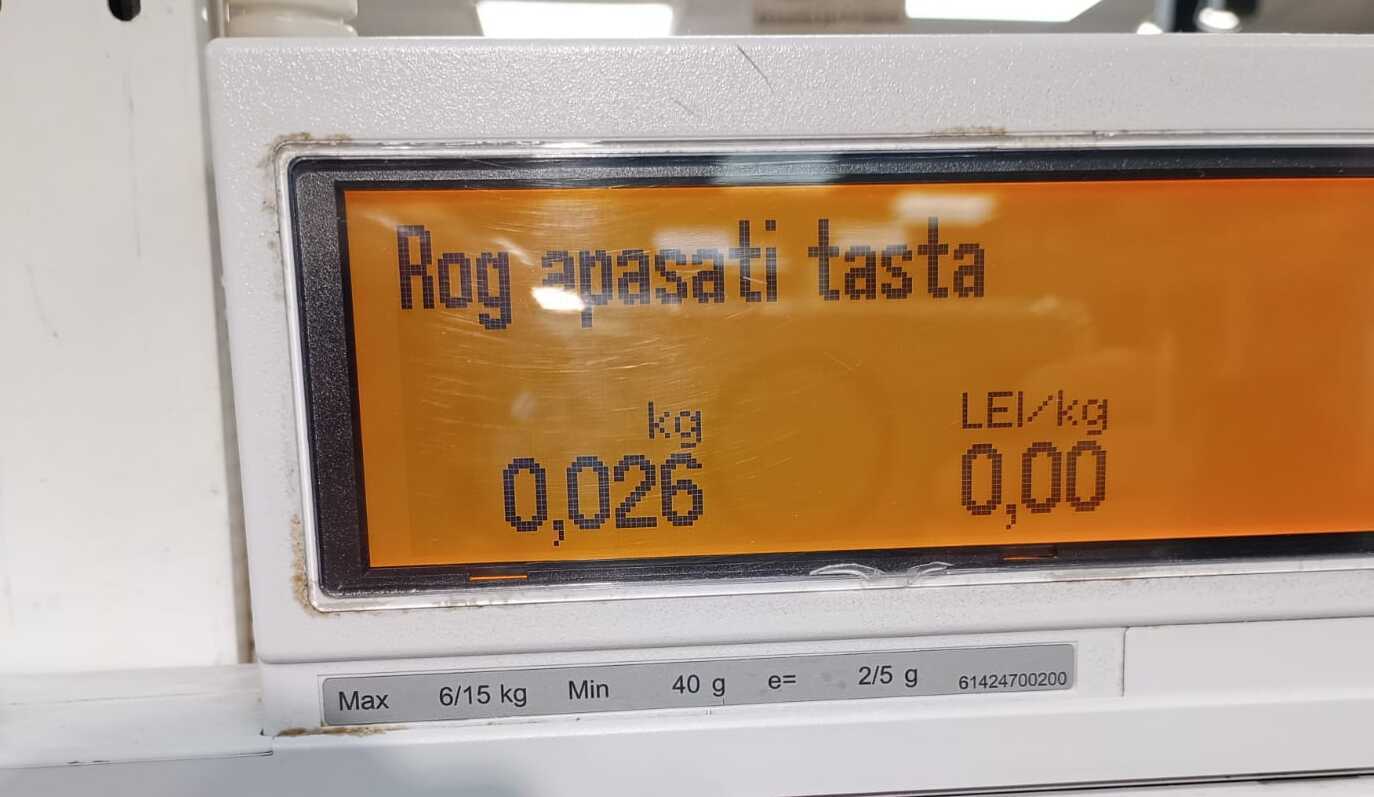 Rog apasati tasta
kg LEI/kg
0,026 0,00
Max 6/15 kg Min 40 g e= 2/5 g 61424700200